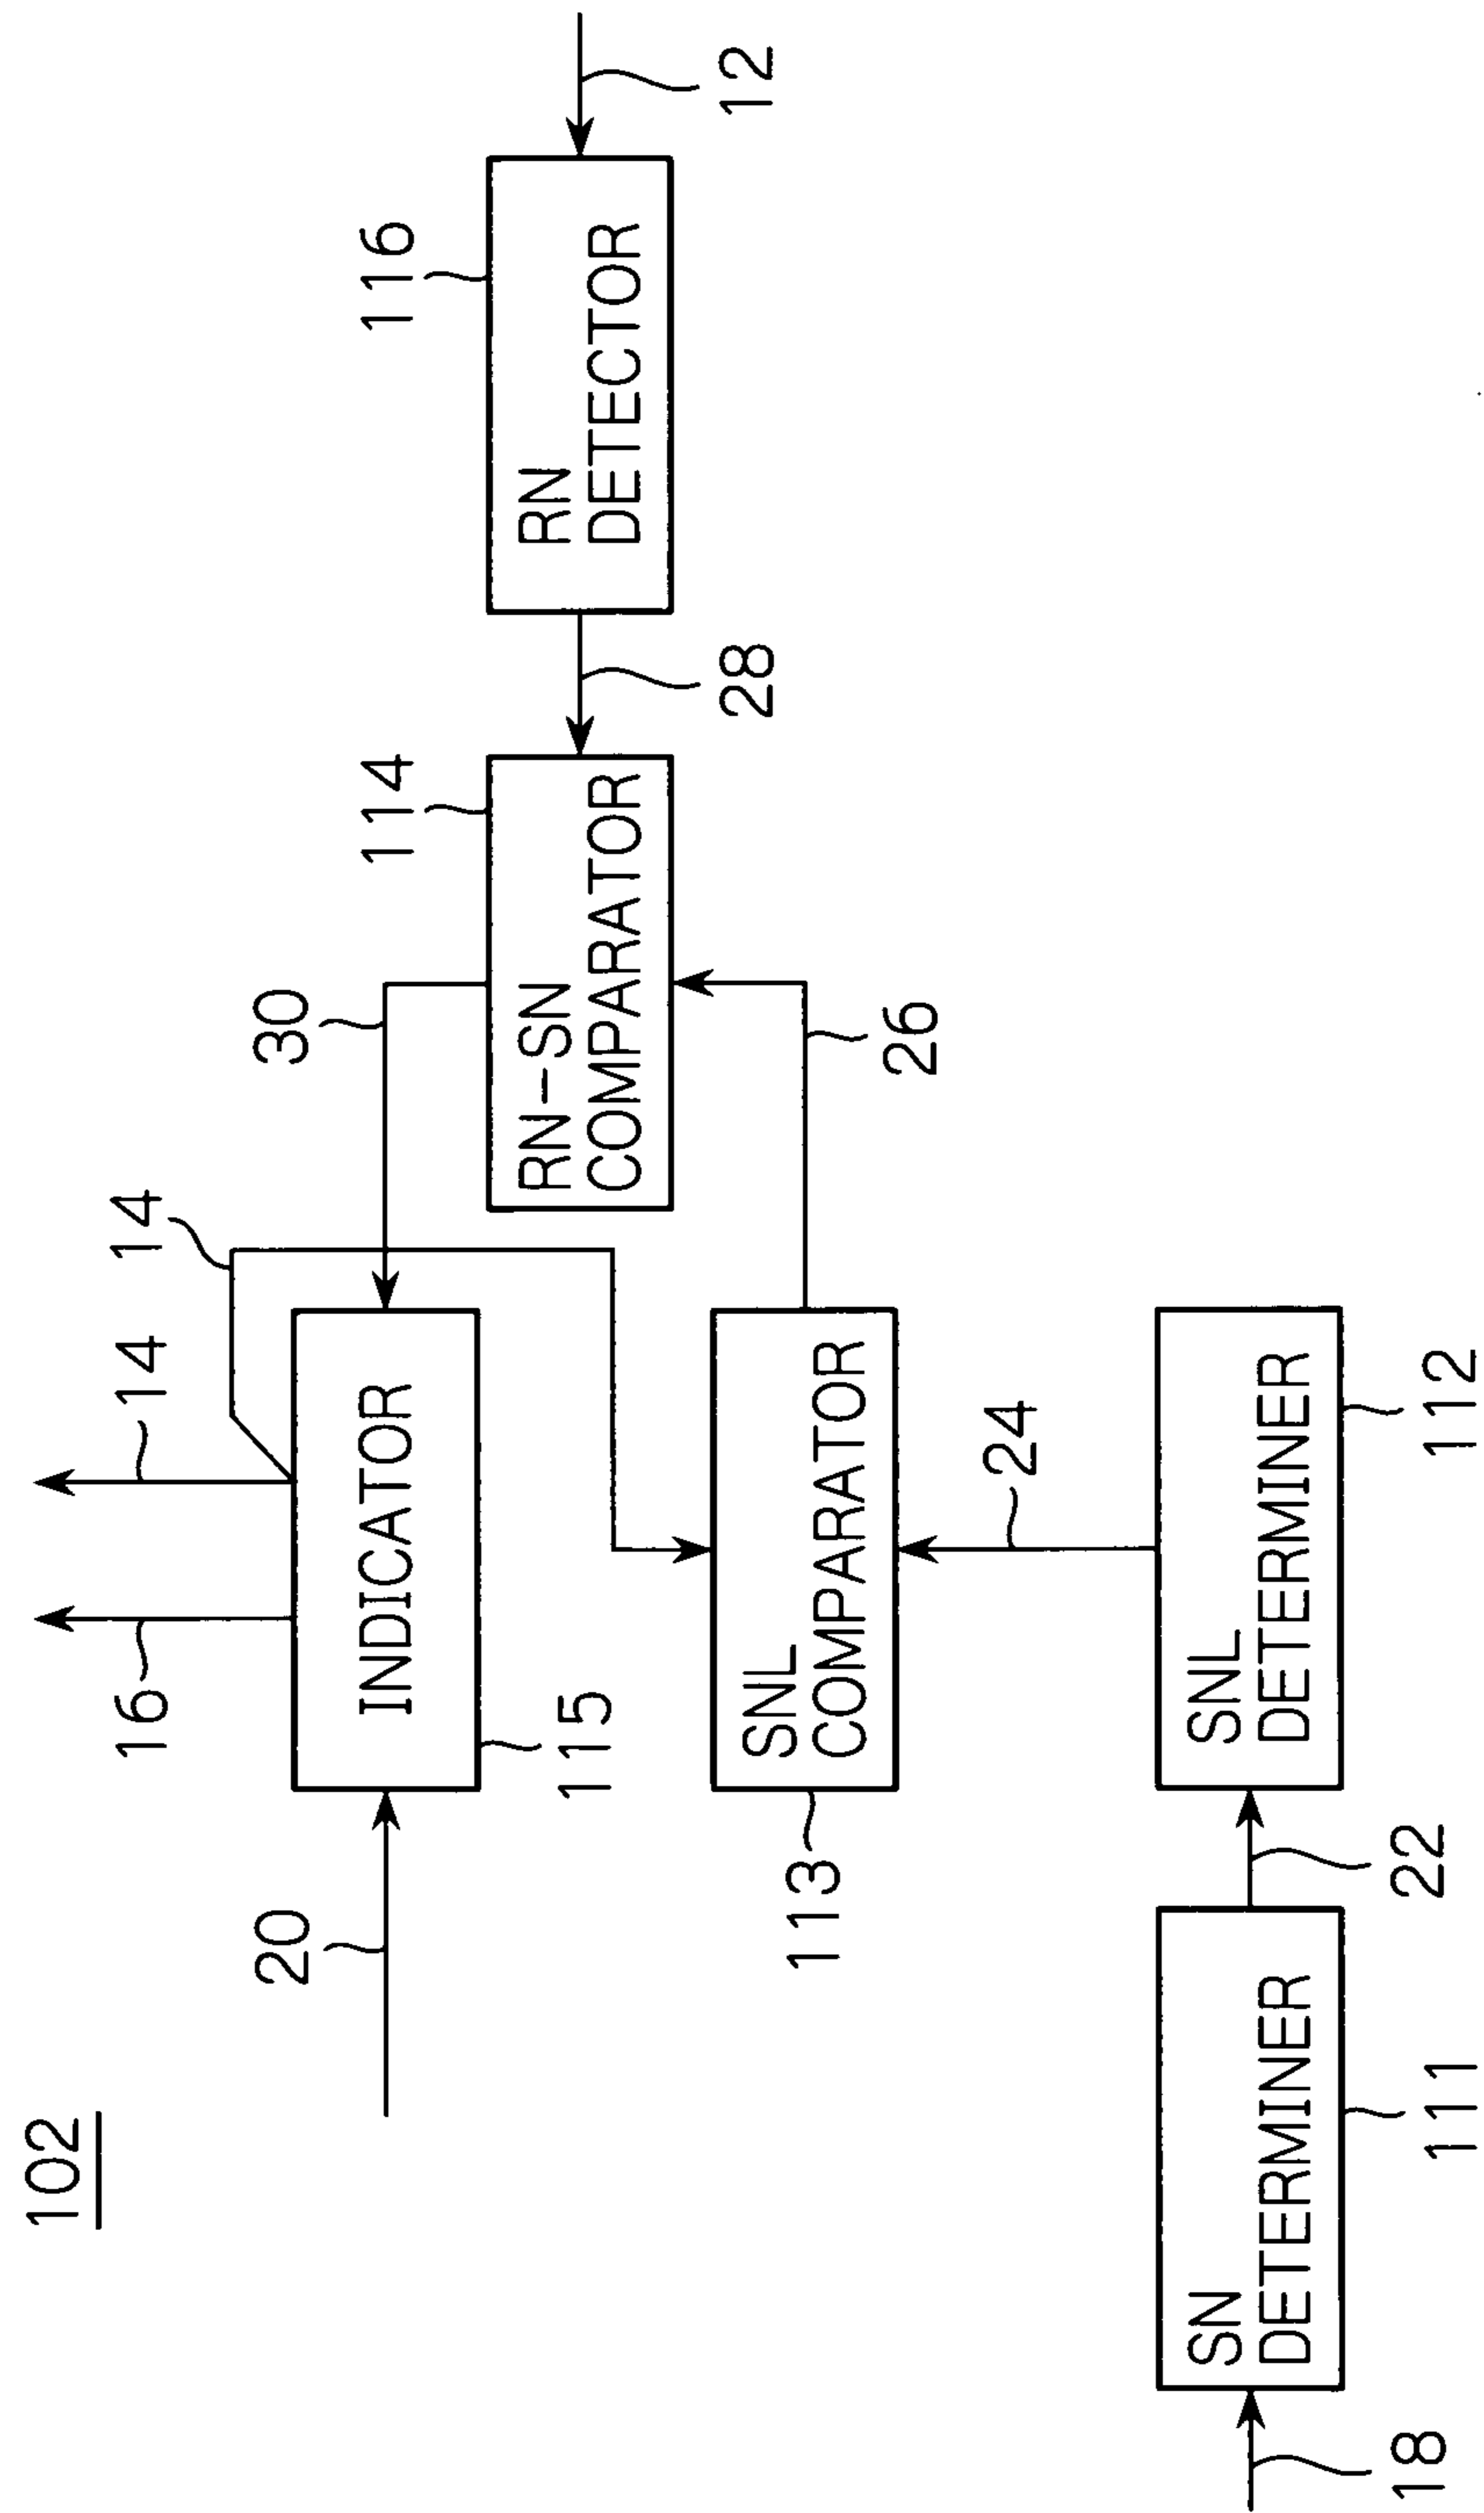 102
16
14
14
20
30
INDICATOR
115
114
116
RN-SN
COMPARATOR
RN
DETECTOR
28
12
113
SNL
COMPARATOR
26
24
SN
DETERMINER
SNL
DETERMINER
18
111
22
112